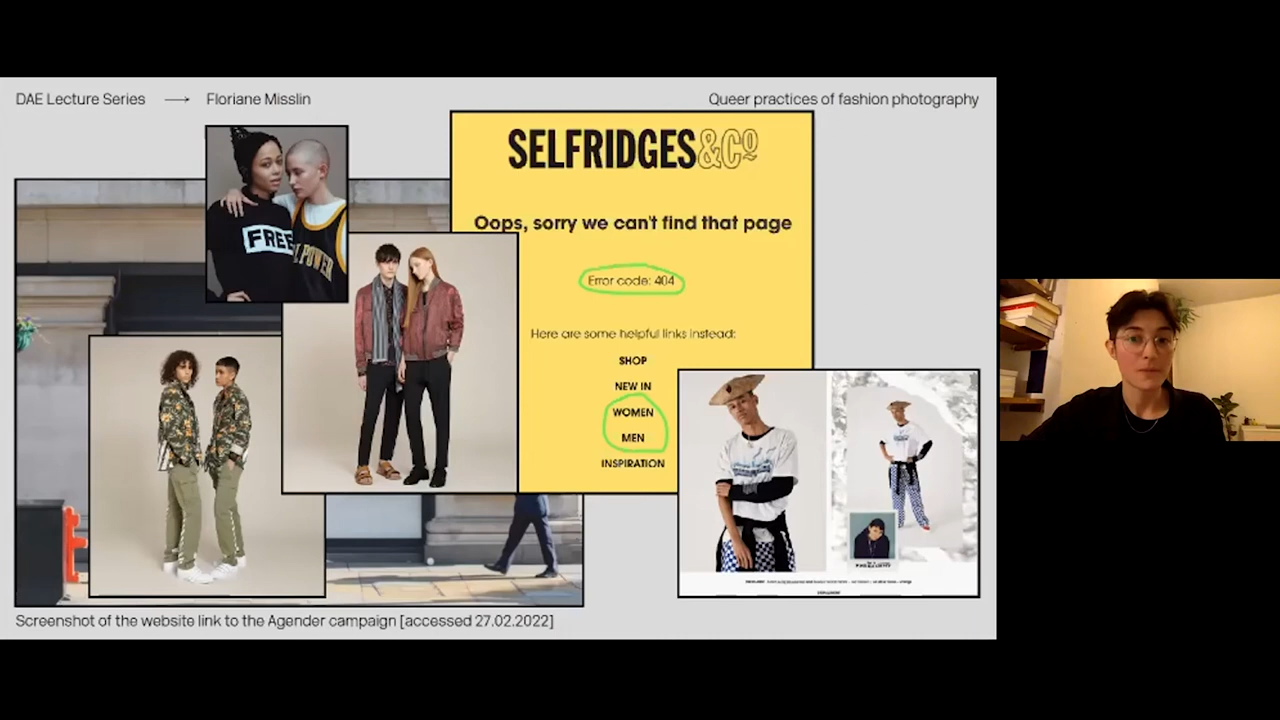 DAE Lecture Series → Floriane Misslin
Queer practices of fashion photography
FREE
POWER
SELFRIDGES&Cº
Oops, sorry we can't find that page
Error code: 404
Here are some helpful links instead:
SHOP
NEW IN
WOMEN
MEN
INSPIRATION
Screenshot of the website link to the Agender campaign [accessed 27.02.2022]